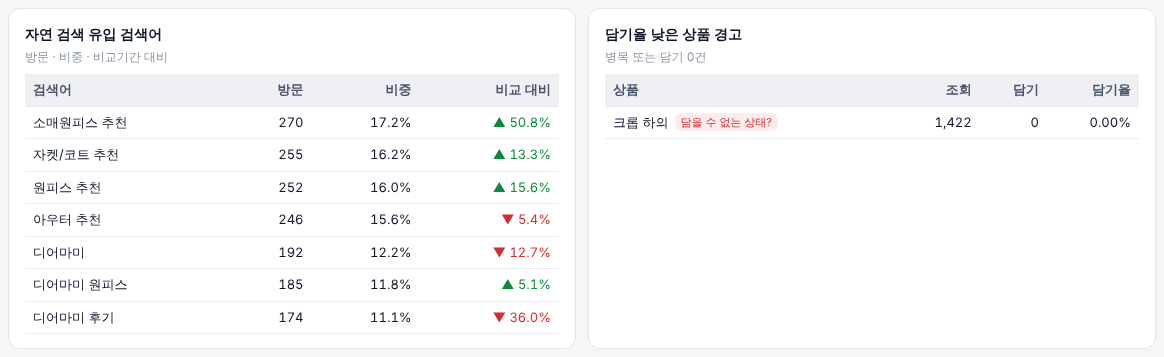 자연 검색 유입 검색어
방문 · 비중 · 비교기간 대비
검색어 방문 비중 비교 대비
소매원피스 추천 270 17.2% ▲ 50.8%
자켓/코트 추천 255 16.2% ▲ 13.3%
원피스 추천 252 16.0% ▲ 15.6%
아우터 추천 246 15.6% ▼ 5.4%
디어마미 192 12.2% ▼ 12.7%
디어마미 원피스 185 11.8% ▲ 5.1%
디어마미 후기 174 11.1% ▼ 36.0%
담기율 낮은 상품 경고
병목 또는 담기 0건
상품 조회 담기 담기율
크롭 하의 담을 수 없는 상태? 1,422 0 0.00%